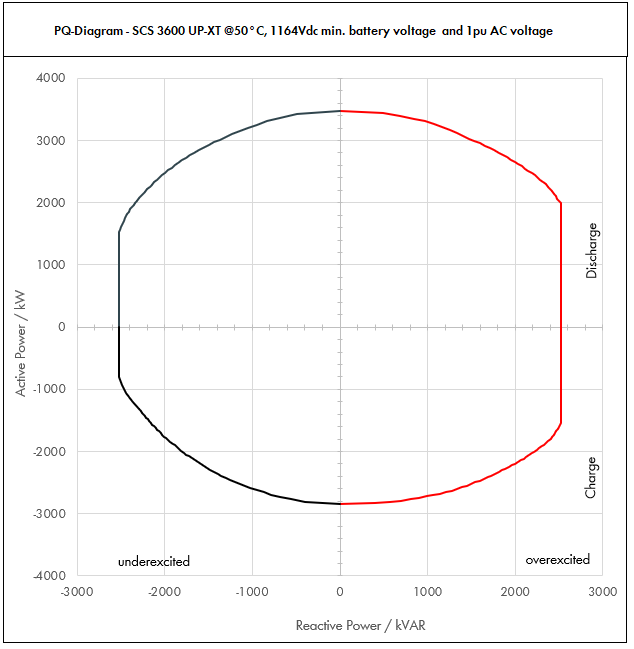 PQ-Diagram - SCS 3600 UP-XT @50°C, 1164Vdc min. battery voltage and 1pu AC voltage
4000
3000
2000
1000
0
-1000
-2000
-3000
-4000
Active Power / kW
Discharge
Charge
underexcited
overexcited
-3000 -2000 -1000 0 1000 2000 3000
Reactive Power / kVAR